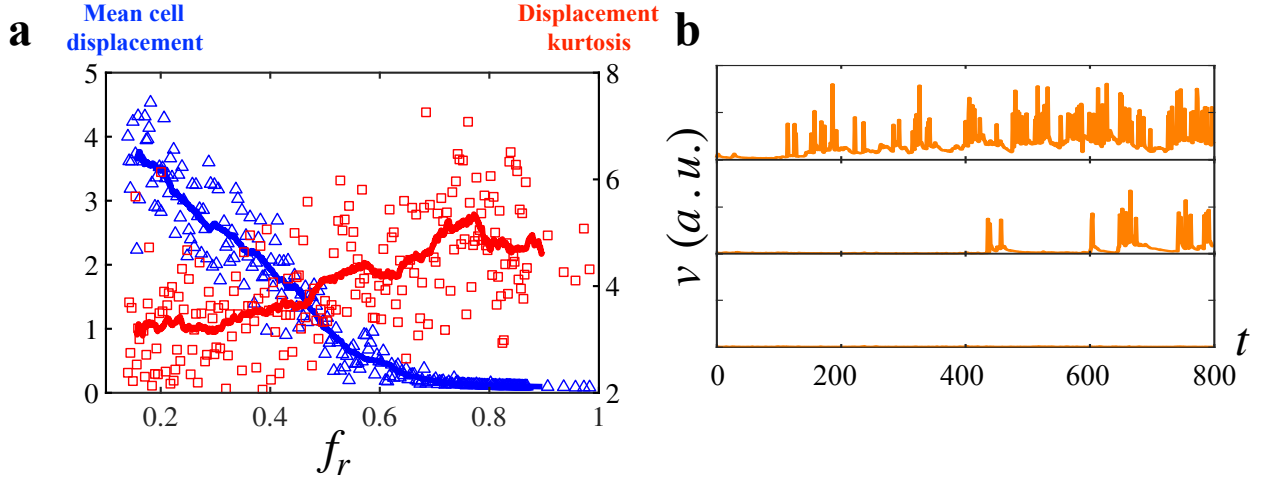 a
Mean cell
displacement
Displacement
kurtosis
b
5
4
3
2
1
0
8
6
4
2
0.2 0.4 0.6 0.8 1
f_r
v (a.u.)
0 200 400 600 800
t